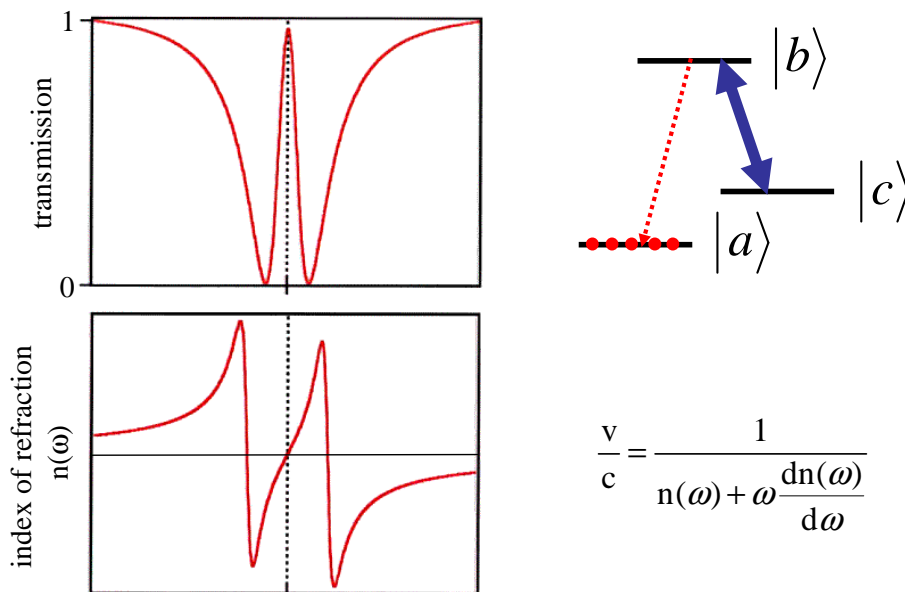 1
transmission
0
index of refraction
n(ω)
|b⟩
|c⟩
|a⟩
v/c = 1/(n(ω) + ω dn(ω)/dω)